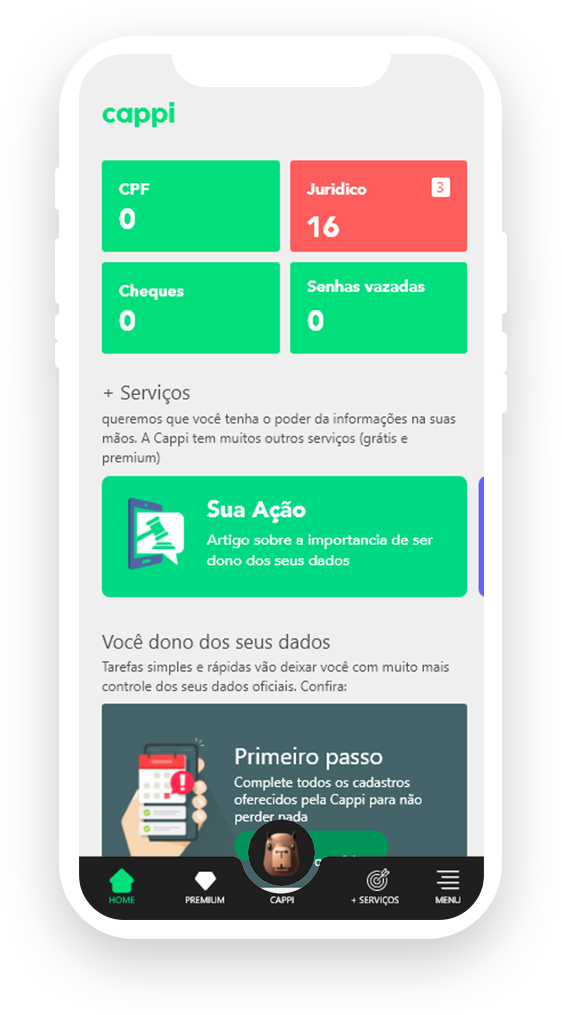 cappi
CPF
0
Juridico
3
16
Cheques
0
Senhas vazadas
0
+ Serviços
queremos que você tenha o poder da informações na suas
mãos. A Cappi tem muitos outros serviços (grátis e
premium)
Sua Ação
Artigo sobre a importancia de ser
dono dos seus dados
Você dono dos seus dados
Tarefas simples e rápidas vão deixar você com muito mais
controle dos seus dados oficiais. Confira:
Primeiro passo
Complete todos os cadastros
oferecidos pela Cappi para não
perder nada
HOME
PREMIUM
CAPPI
+ SERVIÇOS
MENU